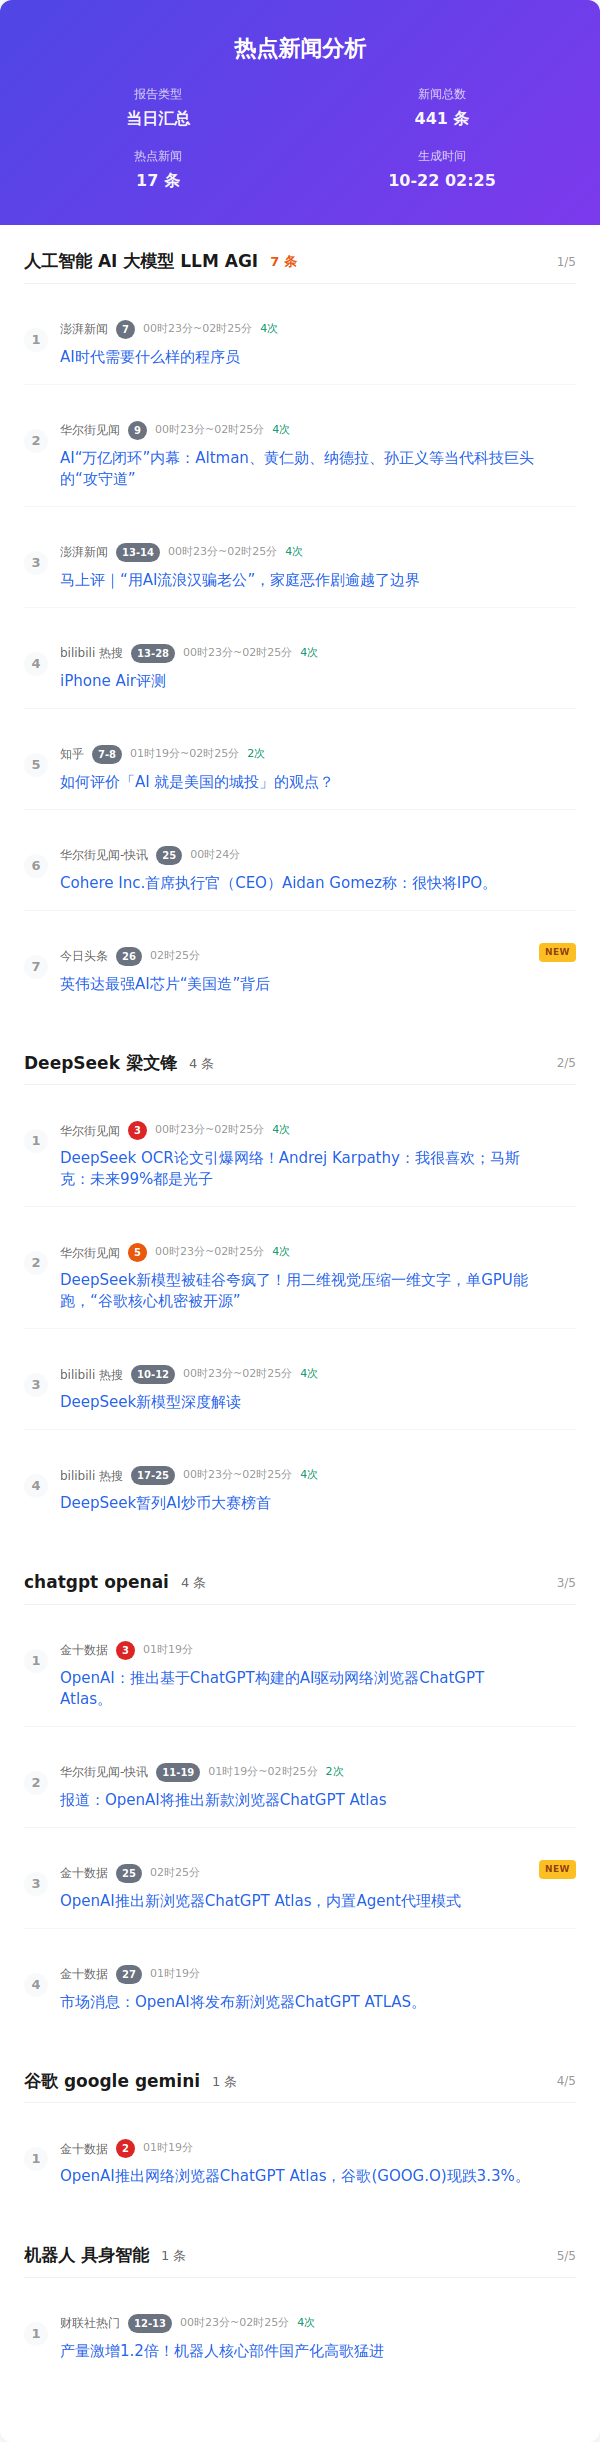 热点新闻分析
报告类型
当日汇总
新闻总数
441 条
热点新闻
17 条
生成时间
10-22 02:25
人工智能 AI 大模型 LLM AGI 7 条 1/5
1
澎湃新闻 7 00时23分~02时25分 4次
AI时代需要什么样的程序员
2
华尔街见闻 9 00时23分~02时25分 4次
AI“万亿闭环”内幕：Altman、黄仁勋、纳德拉、孙正义等当代科技巨头
的“攻守道”
3
澎湃新闻 13-14 00时23分~02时25分 4次
马上评｜“用AI流浪汉骗老公”，家庭恶作剧逾越了边界
4
bilibili 热搜 13-28 00时23分~02时25分 4次
iPhone Air评测
5
知乎 7-8 01时19分~02时25分 2次
如何评价「AI 就是美国的城投」的观点？
6
华尔街见闻-快讯 25 00时24分
Cohere Inc.首席执行官（CEO）Aidan Gomez称：很快将IPO。
7
今日头条 26 02时25分 NEW
英伟达最强AI芯片“美国造”背后
DeepSeek 梁文锋 4 条 2/5
1
华尔街见闻 3 00时23分~02时25分 4次
DeepSeek OCR论文引爆网络！Andrej Karpathy：我很喜欢；马斯
克：未来99%都是光子
2
华尔街见闻 5 00时23分~02时25分 4次
DeepSeek新模型被硅谷夸疯了！用二维视觉压缩一维文字，单GPU能
跑，“谷歌核心机密被开源”
3
bilibili 热搜 10-12 00时23分~02时25分 4次
DeepSeek新模型深度解读
4
bilibili 热搜 17-25 00时23分~02时25分 4次
DeepSeek暂列AI炒币大赛榜首
chatgpt openai 4 条 3/5
1
金十数据 3 01时19分
OpenAI：推出基于ChatGPT构建的AI驱动网络浏览器ChatGPT
Atlas。
2
华尔街见闻-快讯 11-19 01时19分~02时25分 2次
报道：OpenAI将推出新款浏览器ChatGPT Atlas
3
金十数据 25 02时25分 NEW
OpenAI推出新浏览器ChatGPT Atlas，内置Agent代理模式
4
金十数据 27 01时19分
市场消息：OpenAI将发布新浏览器ChatGPT ATLAS。
谷歌 google gemini 1 条 4/5
1
金十数据 2 01时19分
OpenAI推出网络浏览器ChatGPT Atlas，谷歌(GOOG.O)现跌3.3%。
机器人 具身智能 1 条 5/5
1
财联社热门 12-13 00时23分~02时25分 4次
产量激增1.2倍！机器人核心部件国产化高歌猛进